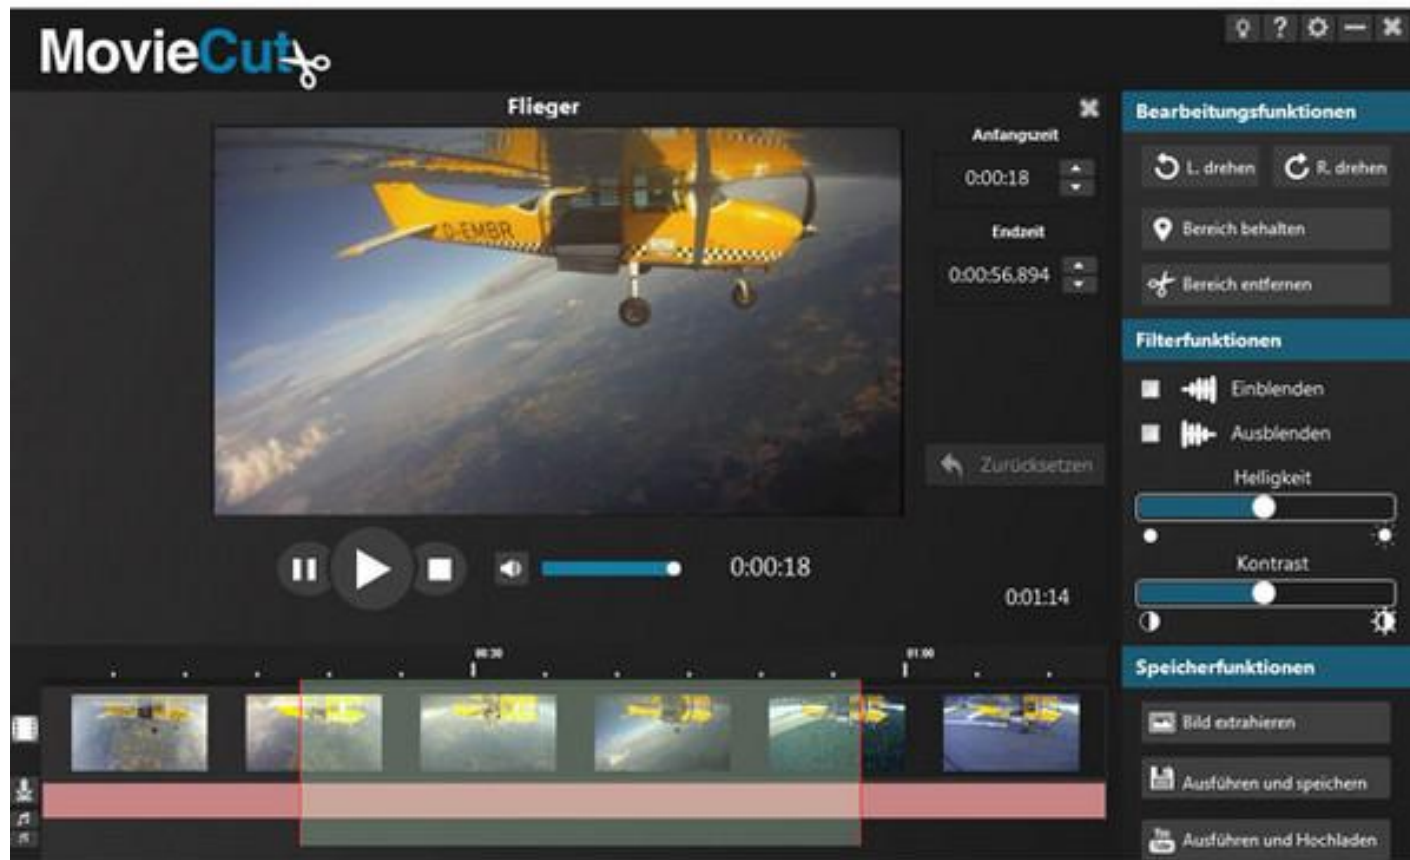 MovieCut
?
Flieger
Anfangszeit
0:00:18
Endzeit
0:00:56.894
D-EMBR
Zurücksetzen
0:00:18
0:01:14
Bearbeitungsfunktionen
L. drehen
R. drehen
Bereich behalten
Bereich entfernen
Filterfunktionen
Einblenden
Ausblenden
Helligkeit
Kontrast
00:30
01:00
Speicherfunktionen
Bild extrahieren
Ausführen und speichern
You
Tube
Ausführen und Hochladen